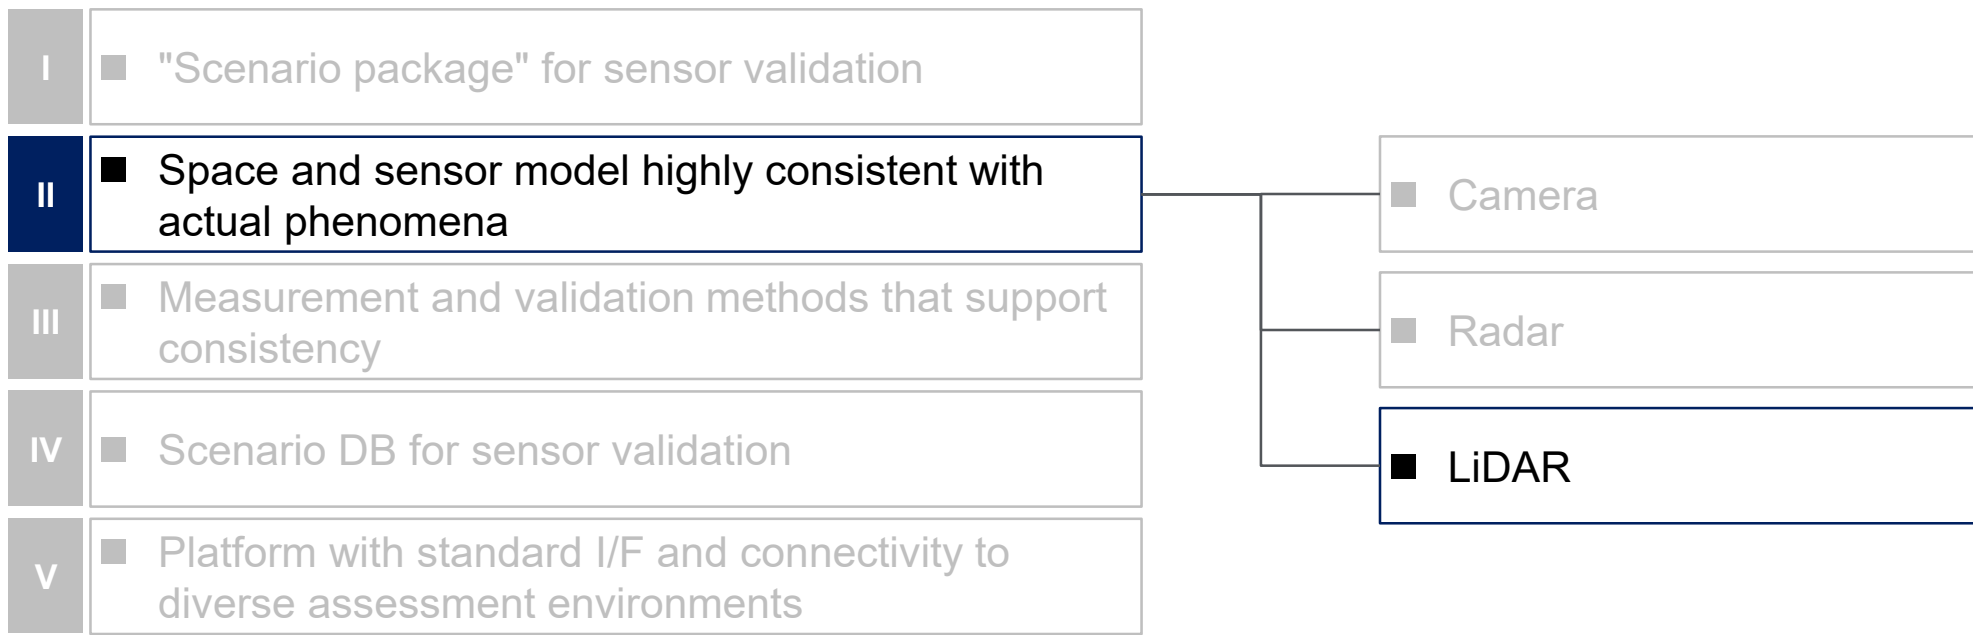 I
■ "Scenario package" for sensor validation
II
■ Space and sensor model highly consistent with
actual phenomena
III
■ Measurement and validation methods that support
consistency
IV
■ Scenario DB for sensor validation
V
■ Platform with standard I/F and connectivity to
diverse assessment environments
■ Camera
■ Radar
■ LiDAR